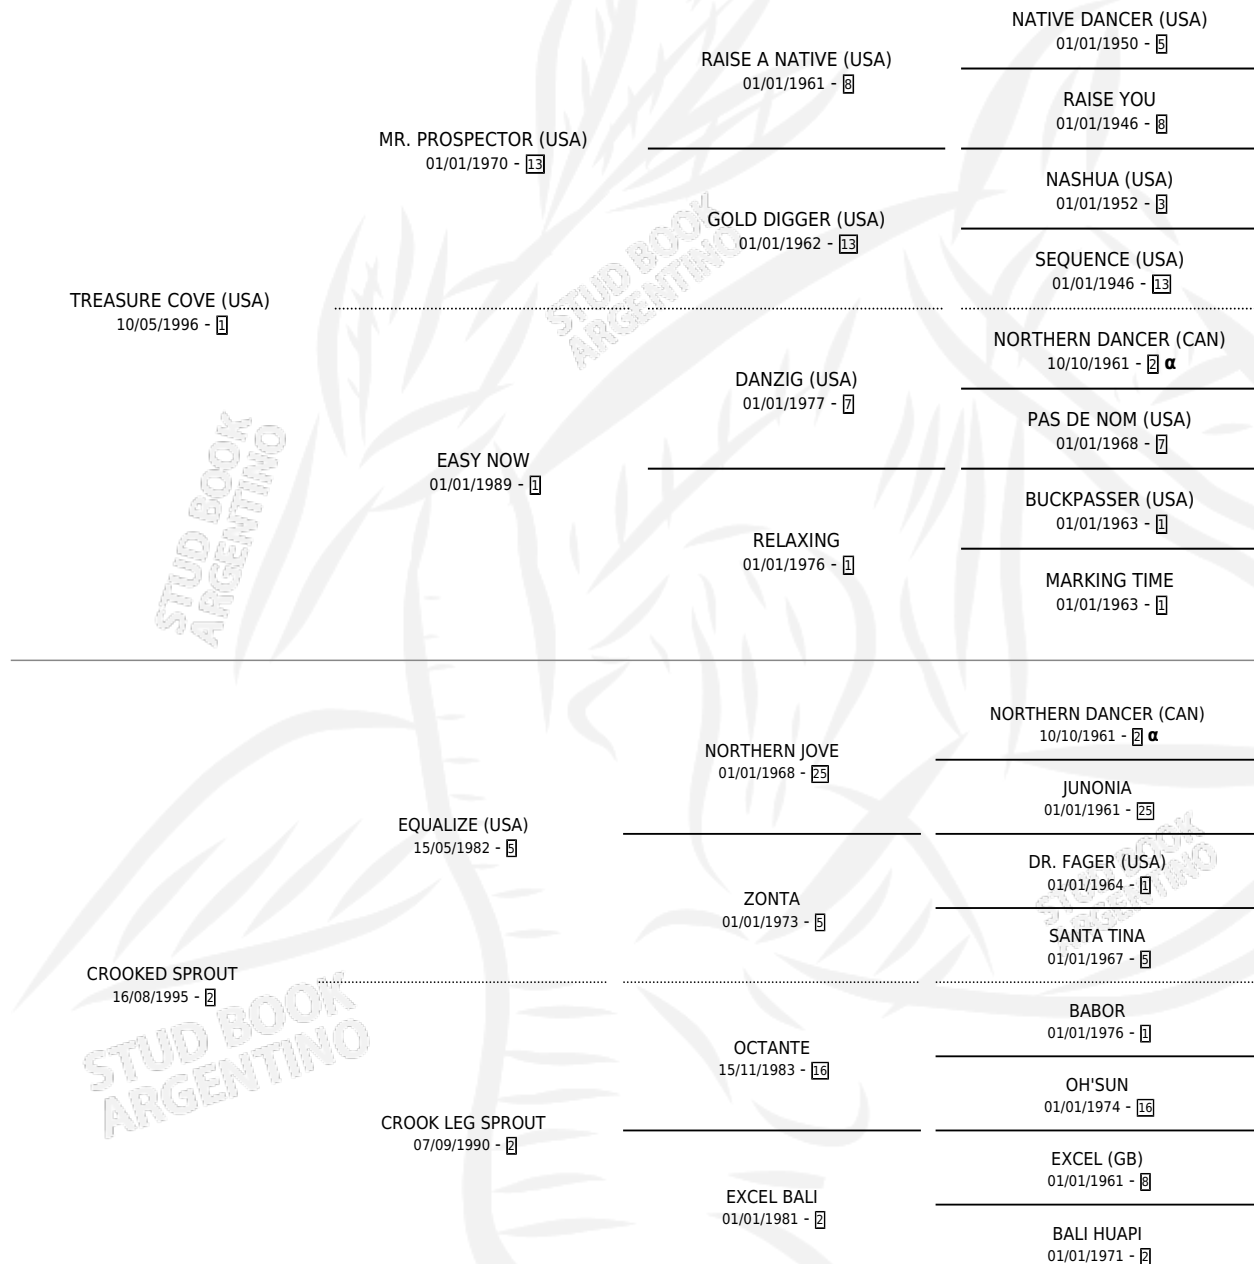 NATIVE DANCER (USA)
01/01/1950 - 5
RAISE A NATIVE (USA)
01/01/1961 - 8
RAISE YOU
01/01/1946 - 8
MR. PROSPECTOR (USA)
01/01/1970 - 13
NASHUA (USA)
01/01/1952 - 3
GOLD DIGGER (USA)
01/01/1962 - 13
SEQUENCE (USA)
01/01/1946 - 13
STUD BOOK
ARGENTINO
TREASURE COVE (USA)
10/05/1996 - 1
NORTHERN DANCER (CAN)
10/10/1961 - 2 α
DANZIG (USA)
01/01/1977 - 7
PAS DE NOM (USA)
01/01/1968 - 7
EASY NOW
01/01/1989 - 1
BUCKPASSER (USA)
01/01/1963 - 1
RELAXING
01/01/1976 - 1
MARKING TIME
01/01/1963 - 1
STUD BOOK
ARGENTINO
NORTHERN DANCER (CAN)
10/10/1961 - 2 α
NORTHERN JOVE
01/01/1968 - 25
JUNONIA
01/01/1961 - 25
EQUALIZE (USA)
15/05/1982 - 5
DR. FAGER (USA)
01/01/1964 - 1
ZONTA
01/01/1973 - 5
SANTA TINA
01/01/1967 - 5
STUD BOOK
ARGENTINO
CROOKED SPROUT
16/08/1995 - 2
BABOR
01/01/1976 - 1
OCTANTE
15/11/1983 - 16
OH'SUN
01/01/1974 - 16
CROOK LEG SPROUT
07/09/1990 - 2
EXCEL (GB)
01/01/1961 - 8
EXCEL BALI
01/01/1981 - 2
BALI HUAPI
01/01/1971 - 2
STUD BOOK
ARGENTINO